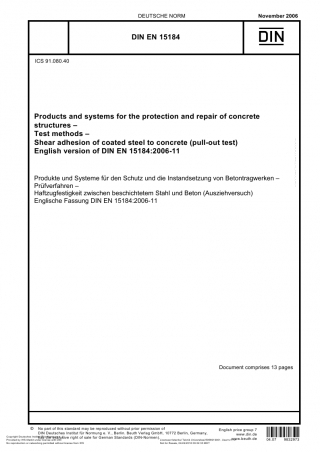 DEUTSCHE NORM
November 2006
DIN EN 15184
DIN
ICS 91.080.40
Products and systems for the protection and repair of concrete
structures –
Test methods –
Shear adhesion of coated steel to concrete (pull-out test)
English version of DIN EN 15184:2006-11
Produkte und Systeme für den Schutz und die Instandsetzung von Betontragwerken –
Prüfverfahren –
Haftzugfestigkeit zwischen beschichtetem Stahl und Beton (Ausziehversuch)
Englische Fassung DIN EN 15184:2006-11
Document comprises 13 pages
© No part of this standard may be reproduced without prior permission of
DIN Deutsches Institut für Normung e. V., Berlin. Beuth Verlag GmbH, 10772 Berlin, Germany,
has the exclusive right of sale for German Standards (DIN-Normen).
English price group 7
www.din.de
www.beuth.de